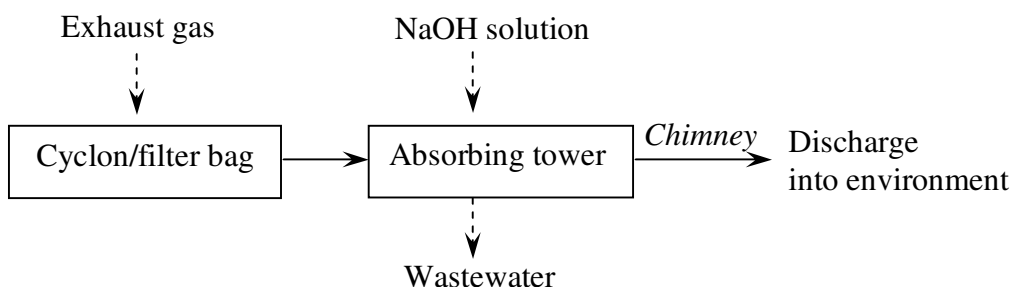 Exhaust gas
NaOH solution
Cyclon/filter bag
Absorbing tower
Chimney
Discharge
into environment
Wastewater